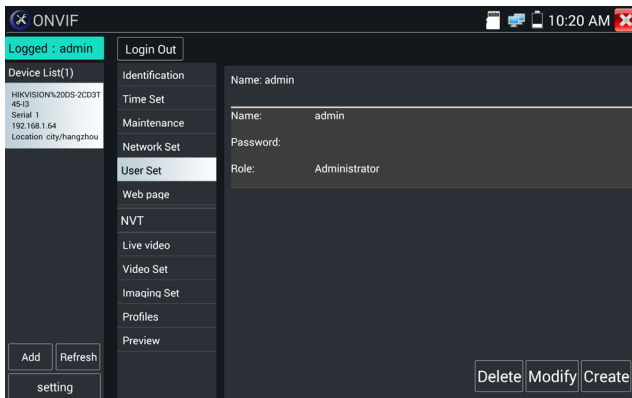 ONVIF
10:20 AM
Logged : admin
Login Out
Device List(1)
HIKVISION%20DS-2CD3T
45-I3
Serial 1
192.168.1.64
Location city/hangzhou
Add
Refresh
setting
Identification
Time Set
Maintenance
Network Set
User Set
Web page
NVT
Live video
Video Set
Imaging Set
Profiles
Preview
Name: admin
Name: admin
Password:
Role: Administrator
Delete
Modify
Create